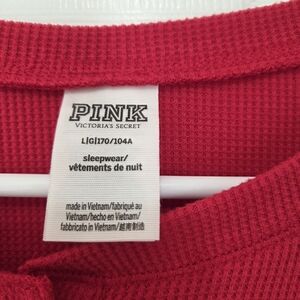 PINK
VICTORIA'S SECRET
L|G|170/104A
sleepwear/
vêtements de nuit
made in Vietnam/fabriqué au
Vietnam/hecho en Vietnam/
fabbricato in Vietnam/越南制造